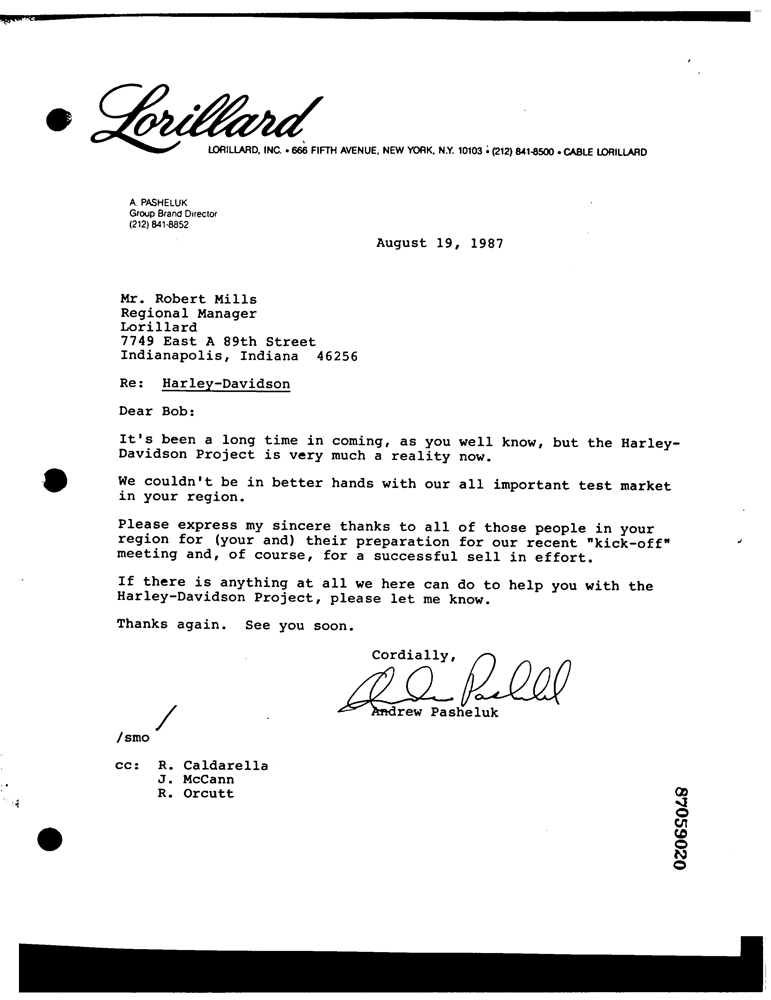 Lorillard
LORILLARD, INC. • 666 FIFTH AVENUE, NEW YORK, N.Y. 10103 • (212) 841-8500 • CABLE LORILLARD
A. PASHELUK
Group Brand Director
(212) 841-8852
August 19, 1987
Mr. Robert Mills
Regional Manager
Lorillard
7749 East A 89th Street
Indianapolis, Indiana 46256
Re: Harley-Davidson
Dear Bob:
It's been a long time in coming, as you well know, but the Harley-
Davidson Project is very much a reality now.
We couldn't be in better hands with our all important test market
in your region.
Please express my sincere thanks to all of those people in your
region for (your and) their preparation for our recent "kick-off"
meeting and, of course, for a successful sell in effort.
If there is anything at all we here can do to help you with the
Harley-Davidson Project, please let me know.
Thanks again. See you soon.
Cordially,
Andrew Pasheluk
/smo
cc: R. Caldarella
J. McCann
R. Orcutt
87059020